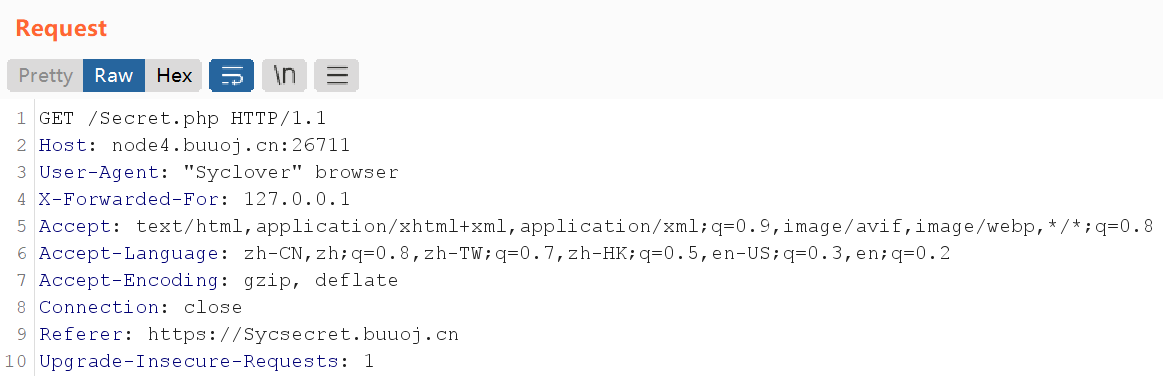 Request
Pretty Raw Hex \n
1 GET /Secret.php HTTP/1.1
2 Host: node4.buuoj.cn:26711
3 User-Agent: "Syclover" browser
4 X-Forwarded-For: 127.0.0.1
5 Accept: text/html,application/xhtml+xml,application/xml;q=0.9,image/avif,image/webp,*/*;q=0.8
6 Accept-Language: zh-CN,zh;q=0.8,zh-TW;q=0.7,zh-HK;q=0.5,en-US;q=0.3,en;q=0.2
7 Accept-Encoding: gzip, deflate
8 Connection: close
9 Referer: https://Sycsecret.buuoj.cn
10 Upgrade-Insecure-Requests: 1